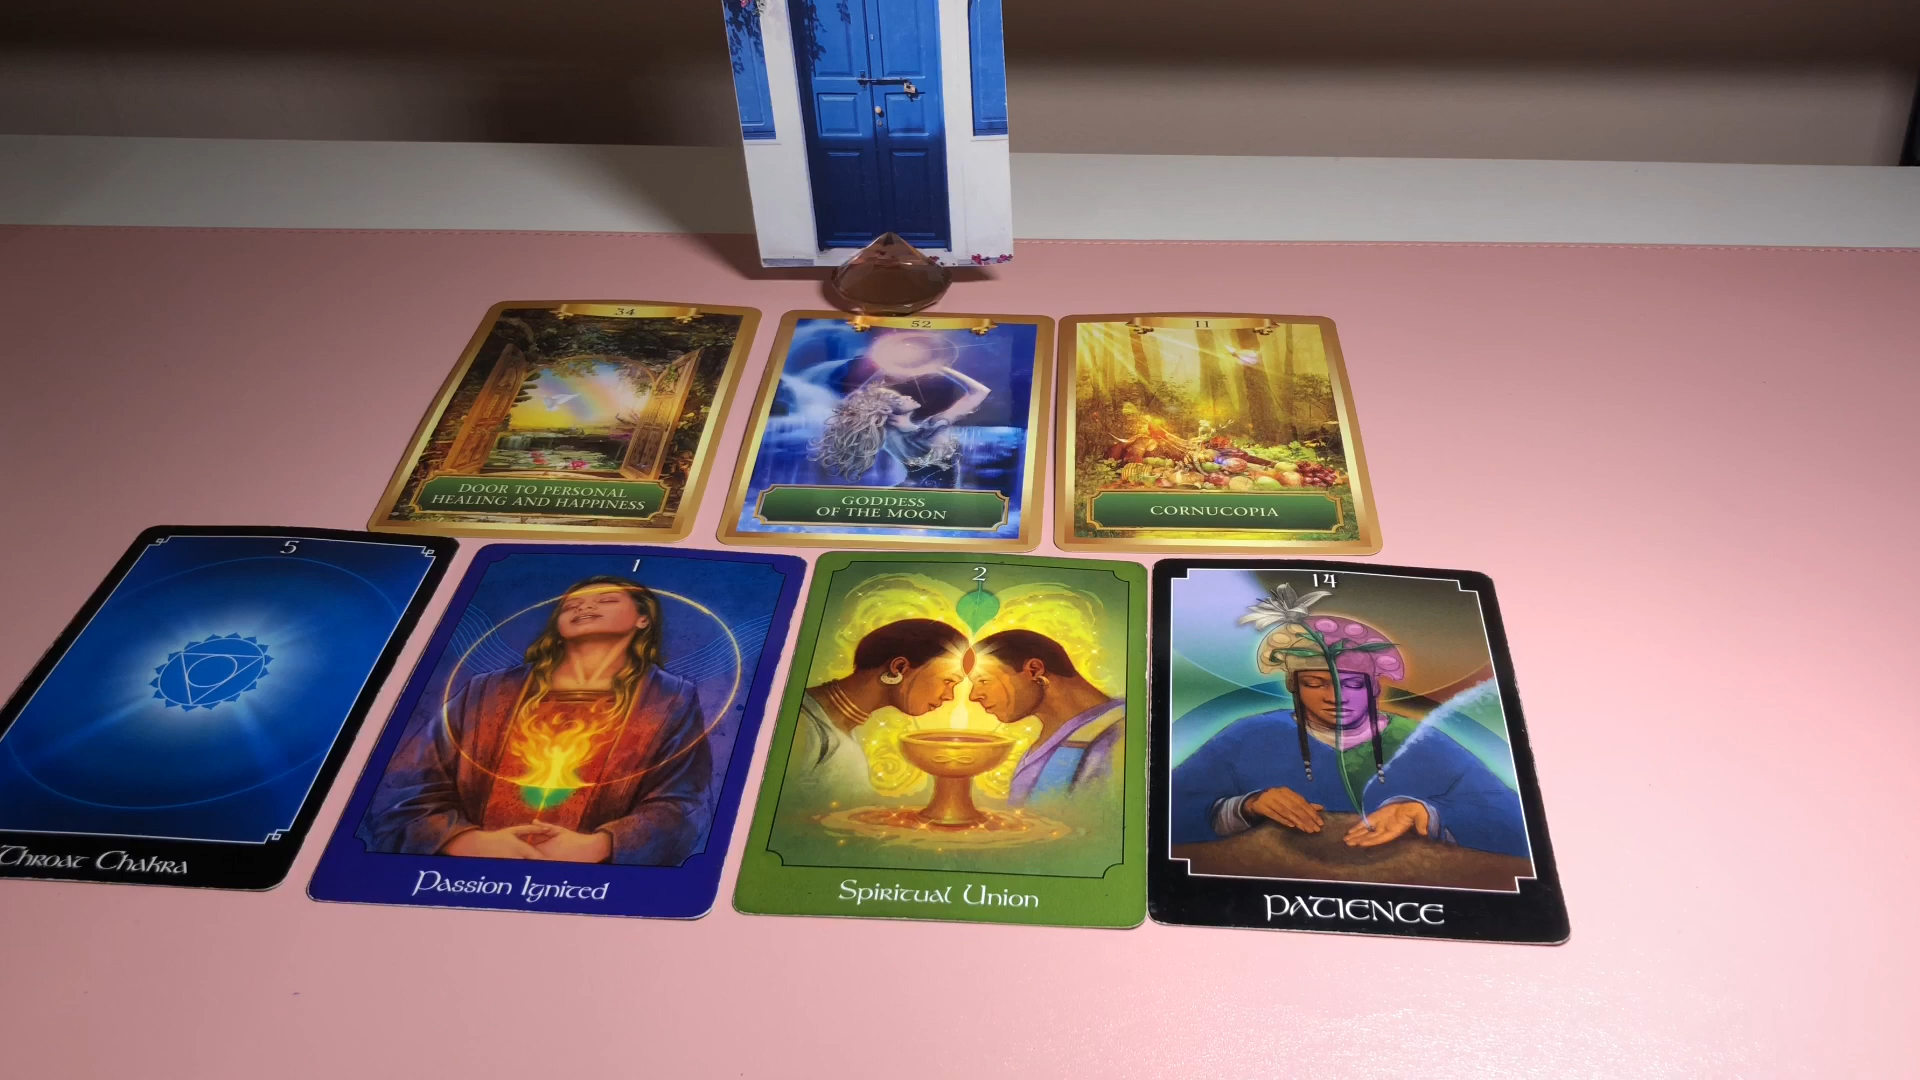 34
DOOR TO PERSONAL
HEALING AND HAPPINESS
52
GODDESS
OF THE MOON
11
CORNUCOPIA
5
Throat Chakra
1
Passion Ignited
2
Spiritual Union
14
PATIENCE